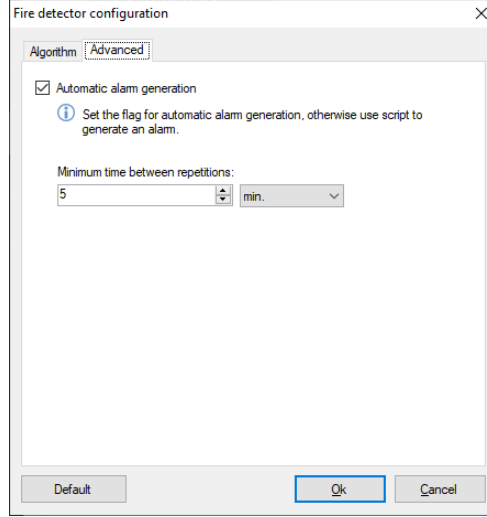 Fire detector configuration
Algorithm Advanced
Automatic alarm generation
Set the flag for automatic alarm generation, otherwise use script to
generate an alarm.
Minimum time between repetitions:
5 min.
Default Ok Cancel